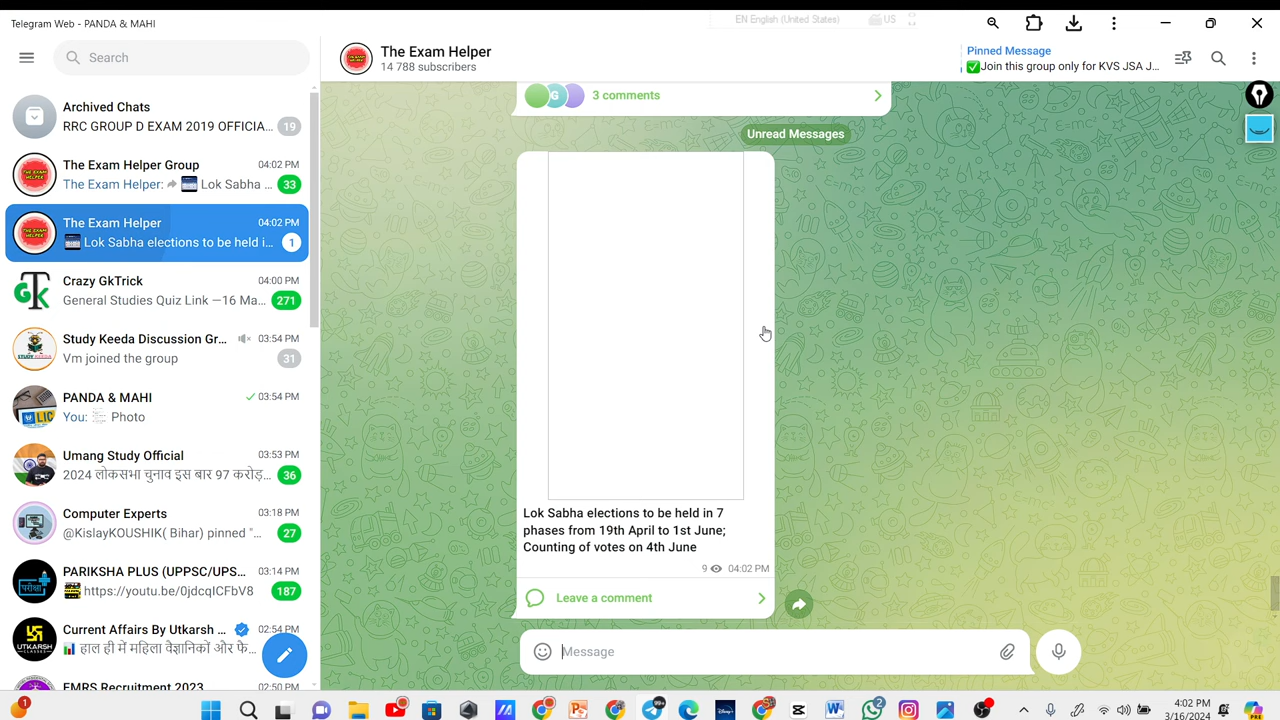 Telegram Web - PANDA & MAHI
EN English (United States)
US
Search
Archived Chats
RRC GROUP D EXAM 2019 OFFICIA... 19
The Exam Helper Group 04:02 PM
The Exam Helper: Lok Sabha ... 33
The Exam Helper 04:02 PM
Lok Sabha elections to be held i... 1
Crazy GkTrick 04:00 PM
General Studies Quiz Link —16 Ma... 271
Study Keeda Discussion Gr... 03:54 PM
Vm joined the group 31
PANDA & MAHI 03:54 PM
You: Photo
Umang Study Official 03:53 PM
2024 लोकसभा चुनाव इस बार 97 करोड़... 36
Computer Experts 03:18 PM
@KislayKOUSHIK( Bihar) pinned "... 27
PARIKSHA PLUS (UPPSC/UPS... 03:14 PM
https://youtu.be/0jdcqICFbV8 187
Current Affairs By Utkarsh ... 02:54 PM
हाल ही में महिला वैज्ञानिकों और फै...
EMRS Recruitment 2023 02:50 PM
The Exam Helper
14 788 subscribers
Pinned Message
✅Join this group only for KVS JSA J...
3 comments
Unread Messages
Lok Sabha elections to be held in 7
phases from 19th April to 1st June;
Counting of votes on 4th June
9 04:02 PM
Leave a comment
Message
4:02 PM
3/16/2024